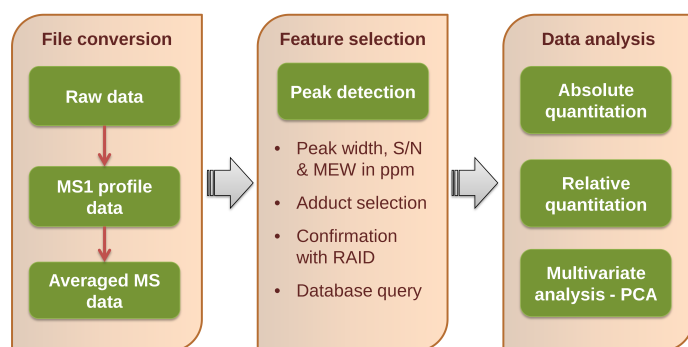 File conversion
Raw data
MS1 profile
data
Averaged MS
data
Feature selection
Peak detection
• Peak width, S/N
& MEW in ppm
• Adduct selection
• Confirmation
with RAID
• Database query
Data analysis
Absolute
quantitation
Relative
quantitation
Multivariate
analysis - PCA